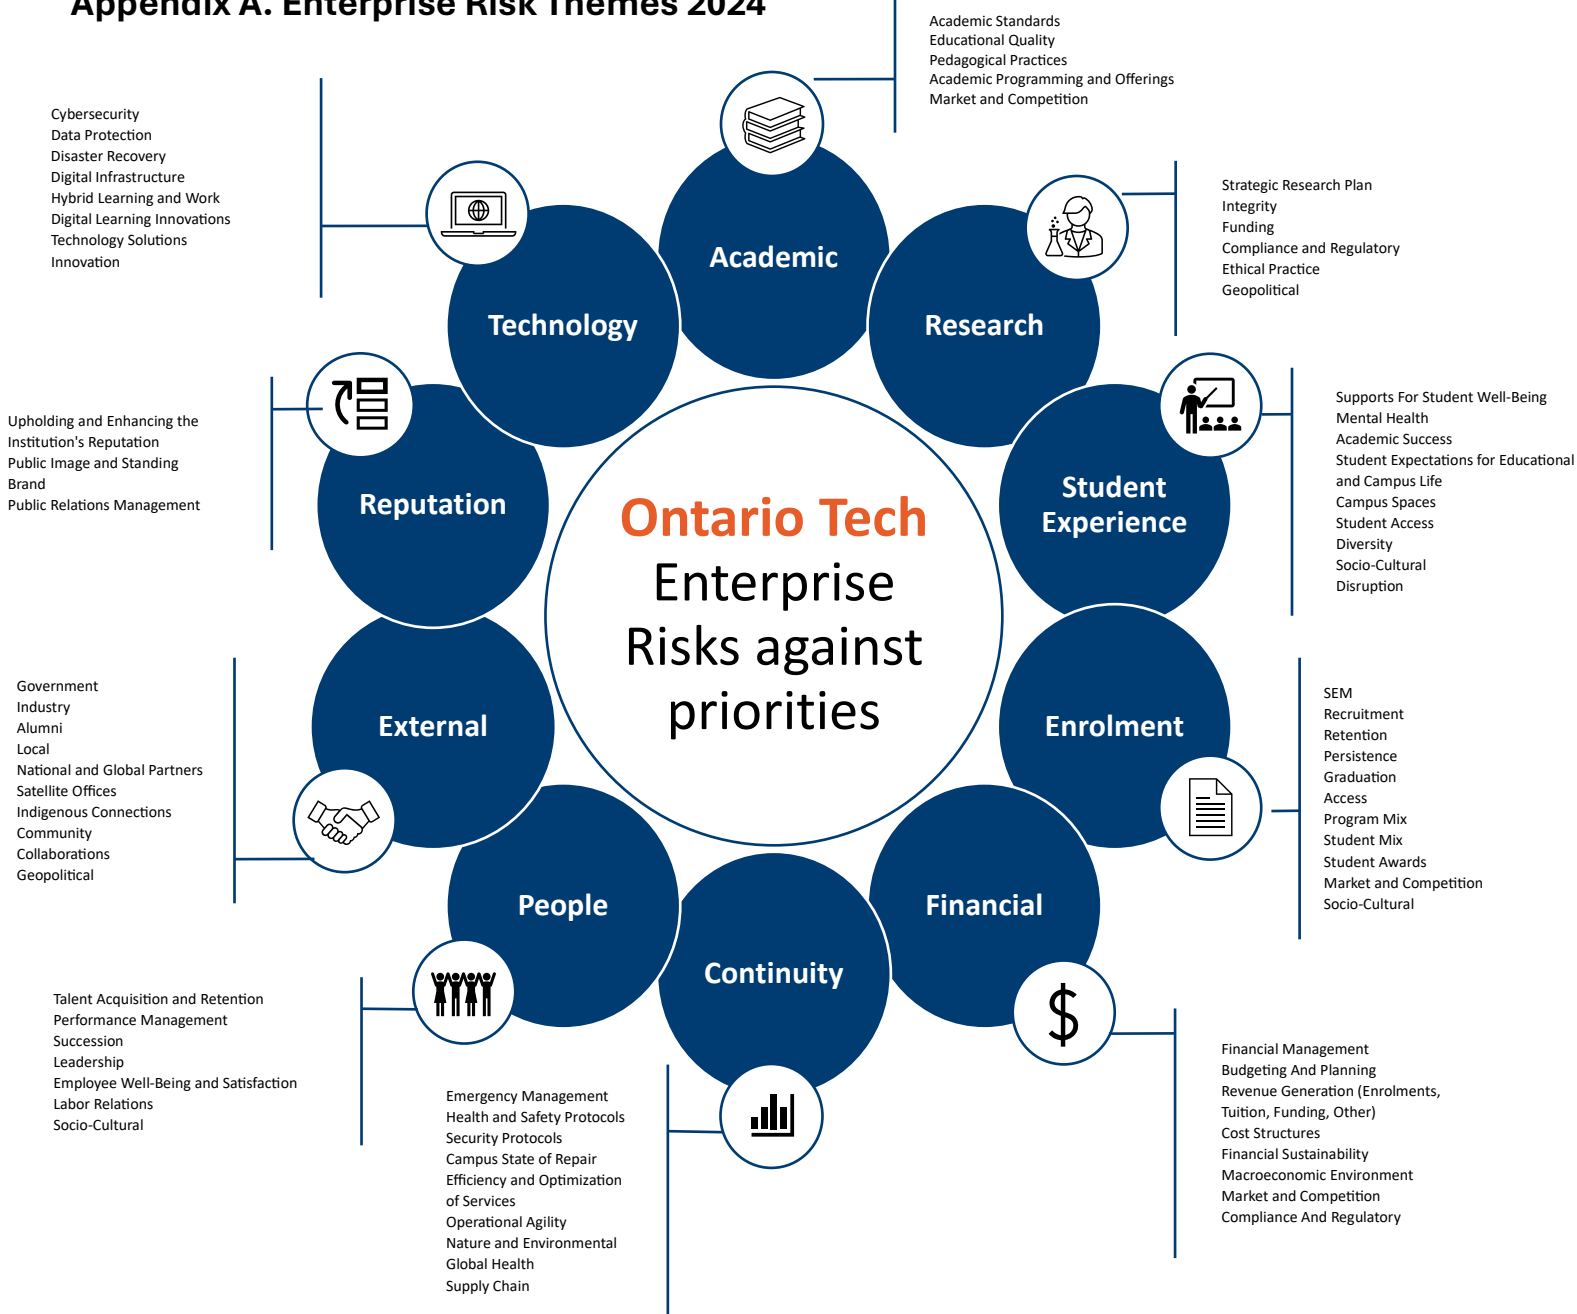 Appendix A. Enterprise Risk Themes 2024
Academic Standards
Educational Quality
Pedagogical Practices
Academic Programming and Offerings
Market and Competition
Cybersecurity
Data Protection
Disaster Recovery
Digital Infrastructure
Hybrid Learning and Work
Digital Learning Innovations
Technology Solutions
Innovation
Strategic Research Plan
Integrity
Funding
Compliance and Regulatory
Ethical Practice
Geopolitical
Academic
Technology
Research
Upholding and Enhancing the
Institution's Reputation
Public Image and Standing
Brand
Public Relations Management
Reputation
Student
Experience
Supports For Student Well-Being
Mental Health
Academic Success
Student Expectations for Educational
and Campus Life
Campus Spaces
Student Access
Diversity
Socio-Cultural
Disruption
Ontario Tech
Enterprise
Risks against
priorities
Government
Industry
Alumni
Local
National and Global Partners
Satellite Offices
Indigenous Connections
Community
Collaborations
Geopolitical
External
Enrolment
SEM
Recruitment
Retention
Persistence
Graduation
Access
Program Mix
Student Mix
Student Awards
Market and Competition
Socio-Cultural
People
Financial
Continuity
$
Talent Acquisition and Retention
Performance Management
Succession
Leadership
Employee Well-Being and Satisfaction
Labor Relations
Socio-Cultural
Emergency Management
Health and Safety Protocols
Security Protocols
Campus State of Repair
Efficiency and Optimization
of Services
Operational Agility
Nature and Environmental
Global Health
Supply Chain
Financial Management
Budgeting And Planning
Revenue Generation (Enrolments,
Tuition, Funding, Other)
Cost Structures
Financial Sustainability
Macroeconomic Environment
Market and Competition
Compliance And Regulatory